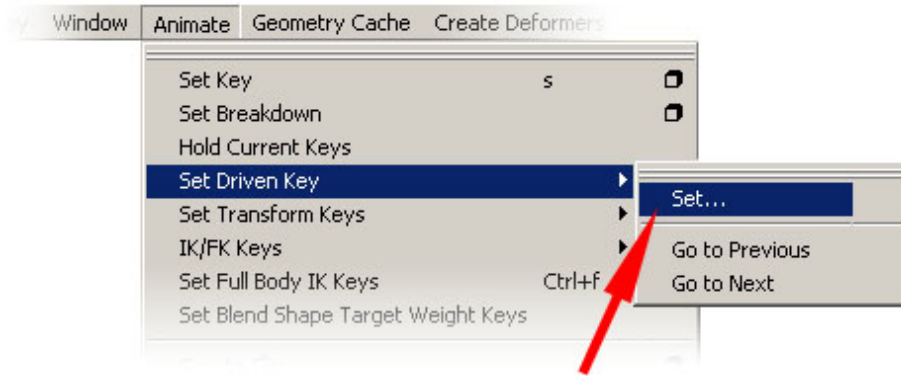 Window Animate Geometry Cache Create Deformers
Set Key s
Set Breakdown
Hold Current Keys
Set Driven Key
Set...
Set Transform Keys
IK/FK Keys
Go to Previous
Set Full Body IK Keys Ctrl+f
Go to Next
Set Blend Shape Target Weight Keys